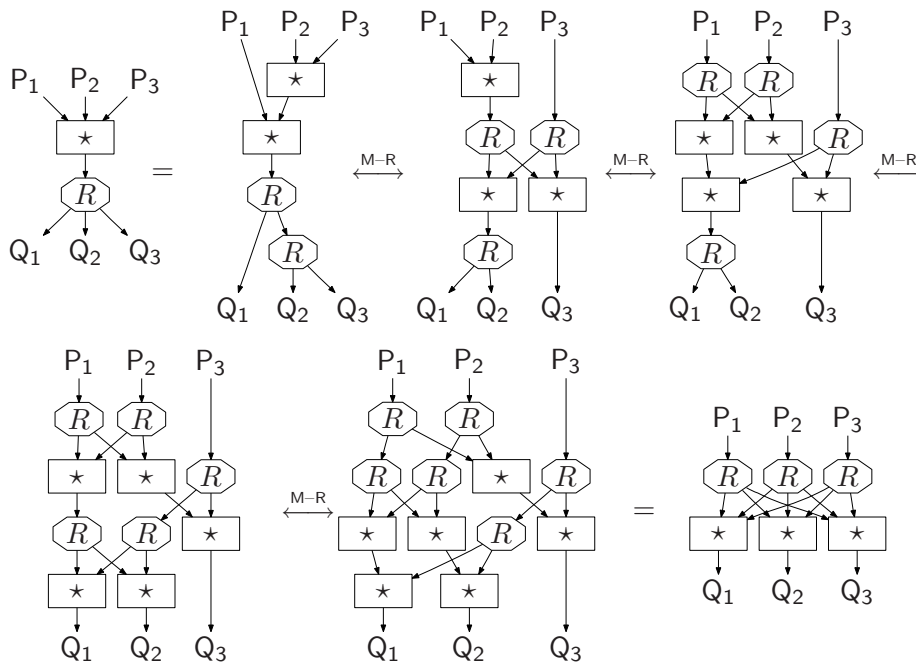 P1 P2 P3
⋆
R
Q1 Q2 Q3
=
P1 P2 P3
⋆
⋆
R
R
Q1 Q2 Q3
M–R
P1 P2 P3
⋆
R R
⋆ ⋆
R
Q1 Q2 Q3
M–R
P1 P2 P3
R R
⋆ ⋆ R
⋆ ⋆
R
Q1 Q2 Q3
M–R
P1 P2 P3
R R
⋆ ⋆ R
R R ⋆
⋆ ⋆
Q1 Q2 Q3
M–R
P1 P2 P3
R R
R R ⋆ R
⋆ ⋆ R ⋆
⋆ ⋆
Q1 Q2 Q3
=
P1 P2 P3
R R R
⋆ ⋆ ⋆
Q1 Q2 Q3